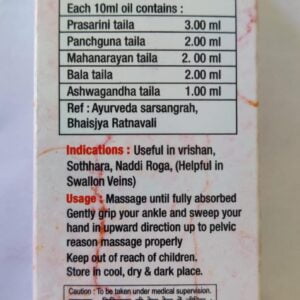 Each 10ml oil contains :
Prasarini taila 3.00 ml
Panchguna taila 2.00 ml
Mahanarayan taila 2. 00 ml
Bala taila 2.00 ml
Ashwagandha taila 1.00 ml
Ref : Ayurveda sarsangrah,
Bhaisjya Ratnavali
Indications : Useful in vrishan,
Sothhara, Naddi Roga, (Helpful in
Swallon Veins)
Usage : Massage until fully absorbed
Gently grip your ankle and sweep your
hand in upward direction up to pelvic
reason massage properly
Keep out of reach of children.
Store in cool, dry & dark place.
Caution : To be taken under medical supervision.